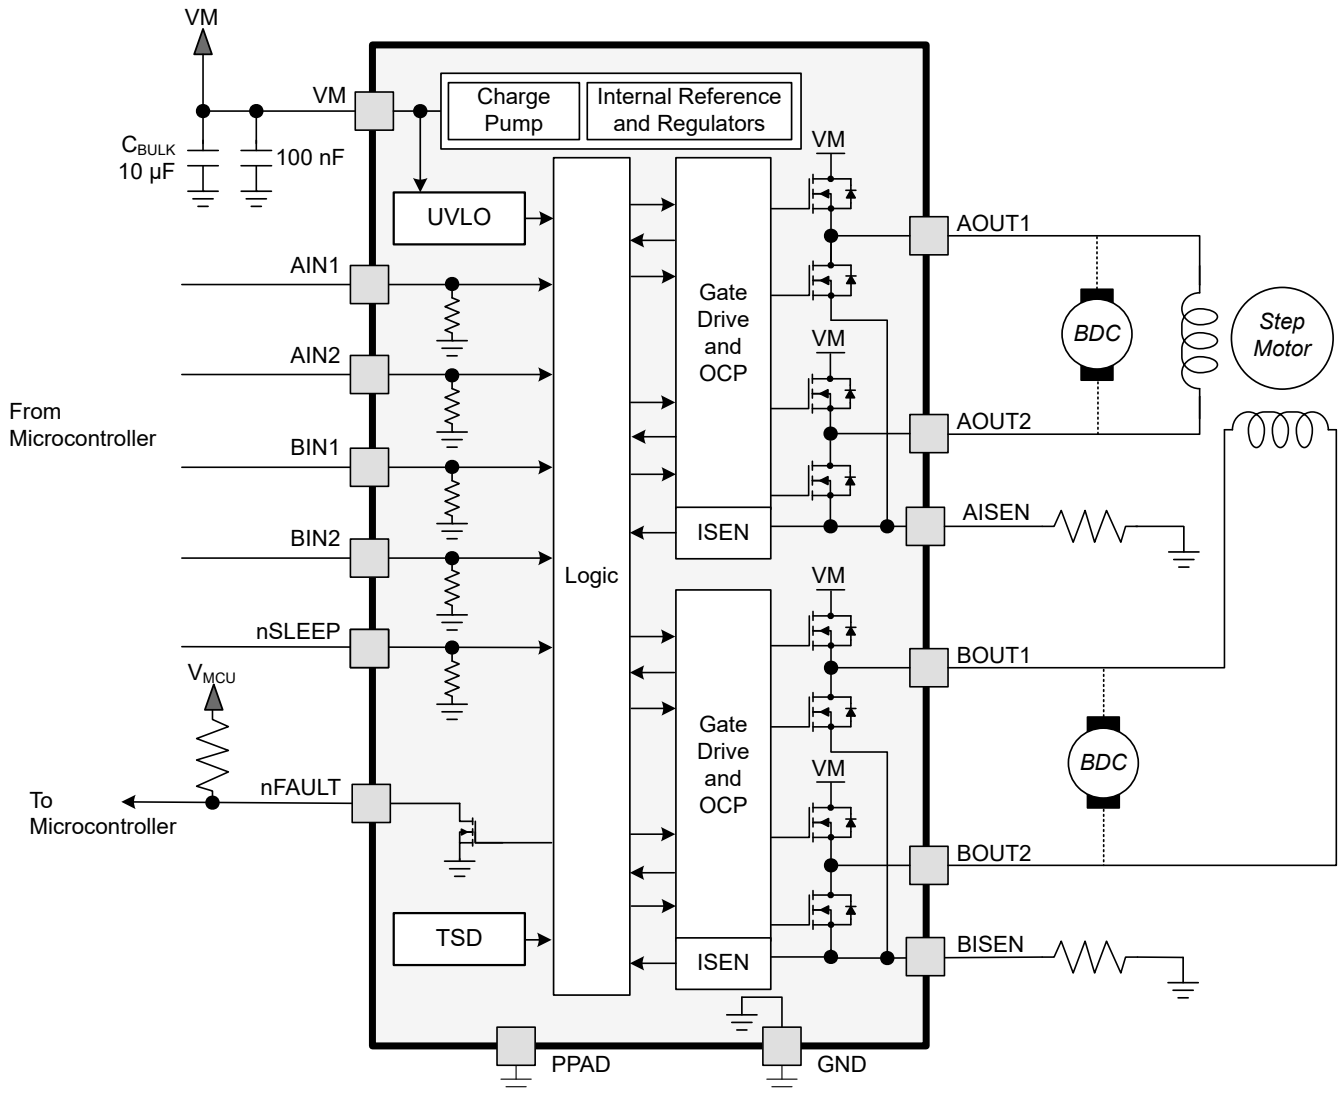 VM
VM
C_BULK
10 µF
100 nF
Charge
Pump
Internal Reference
and Regulators
UVLO
AIN1
AIN2
From
Microcontroller
BIN1
BIN2
nSLEEP
V_MCU
nFAULT
To
Microcontroller
TSD
Logic
Gate
Drive
and
OCP
ISEN
Gate
Drive
and
OCP
ISEN
VM
VM
VM
VM
AOUT1
BDC
Step
Motor
AOUT2
AISEN
BOUT1
BDC
BOUT2
BISEN
PPAD
GND